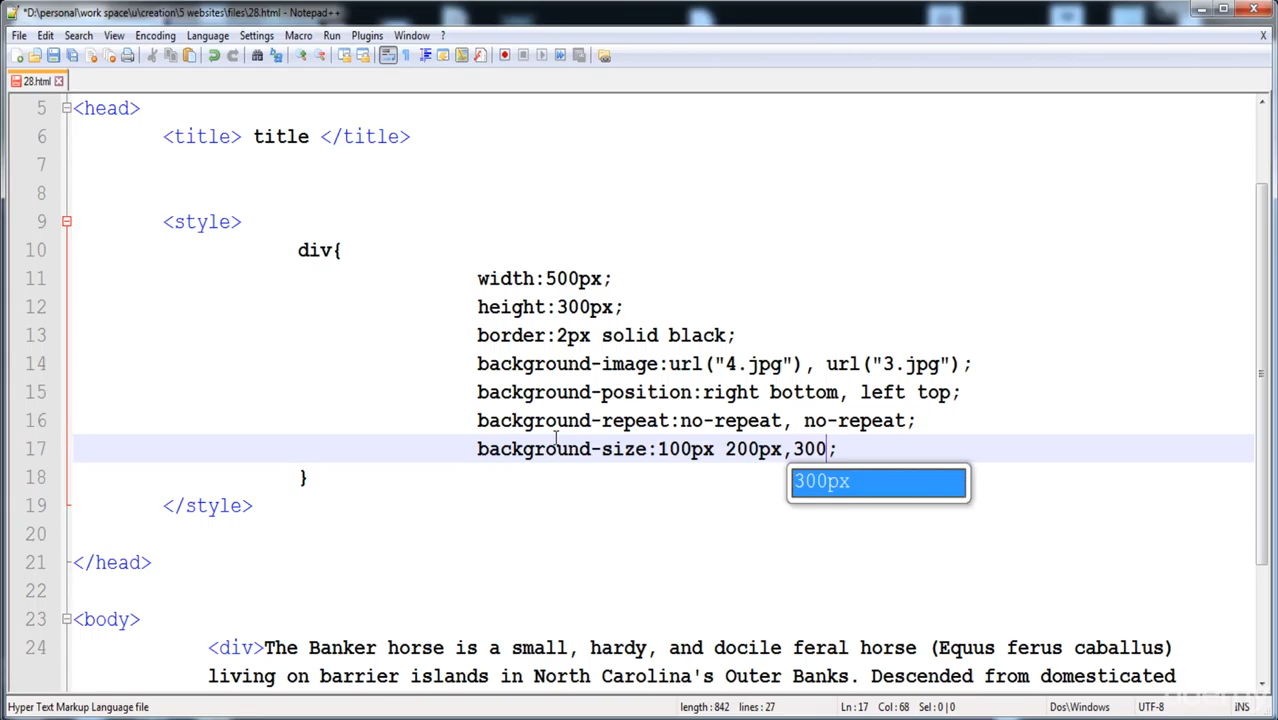 *D:\personal\work space\u\creation\5 websites\files\28.html - Notepad++
File Edit Search View Encoding Language Settings Macro Run Plugins Window ? X
28.html
5 <head>
6 <title> title </title>
7
8
9 <style>
10 div{
11 width:500px;
12 height:300px;
13 border:2px solid black;
14 background-image:url("4.jpg"), url("3.jpg");
15 background-position:right bottom, left top;
16 background-repeat:no-repeat, no-repeat;
17 background-size:100px 200px,300;
300px
18 }
19 </style>
20
21 </head>
22
23 <body>
24 <div>The Banker horse is a small, hardy, and docile feral horse (Equus ferus caballus)
living on barrier islands in North Carolina's Outer Banks. Descended from domesticated
Hyper Text Markup Language file length : 842 lines : 27 Ln : 17 Col : 68 Sel : 0 | 0 Dos\Windows UTF-8 INS